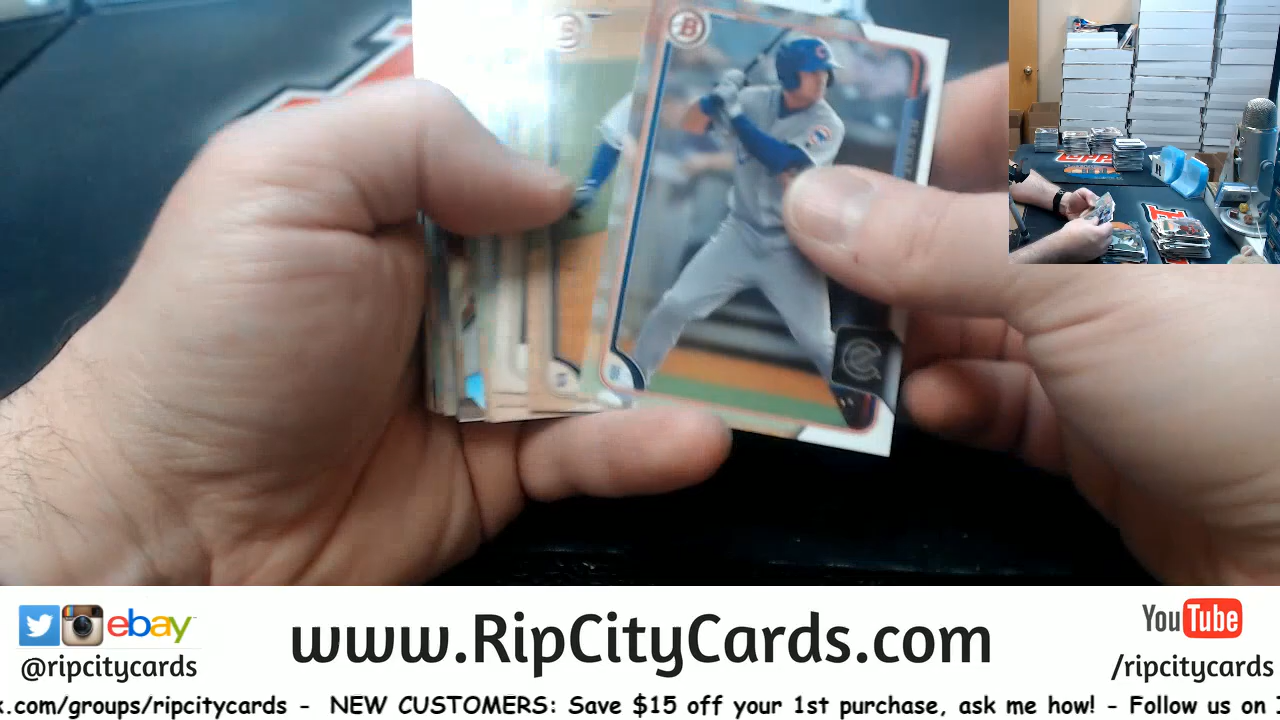 B
ebay
@ripcitycards
www.RipCityCards.com
YouTube
/ripcitycards
k.com/groups/ripcitycards - NEW CUSTOMERS: Save $15 off your 1st purchase, ask me how! - Follow us on